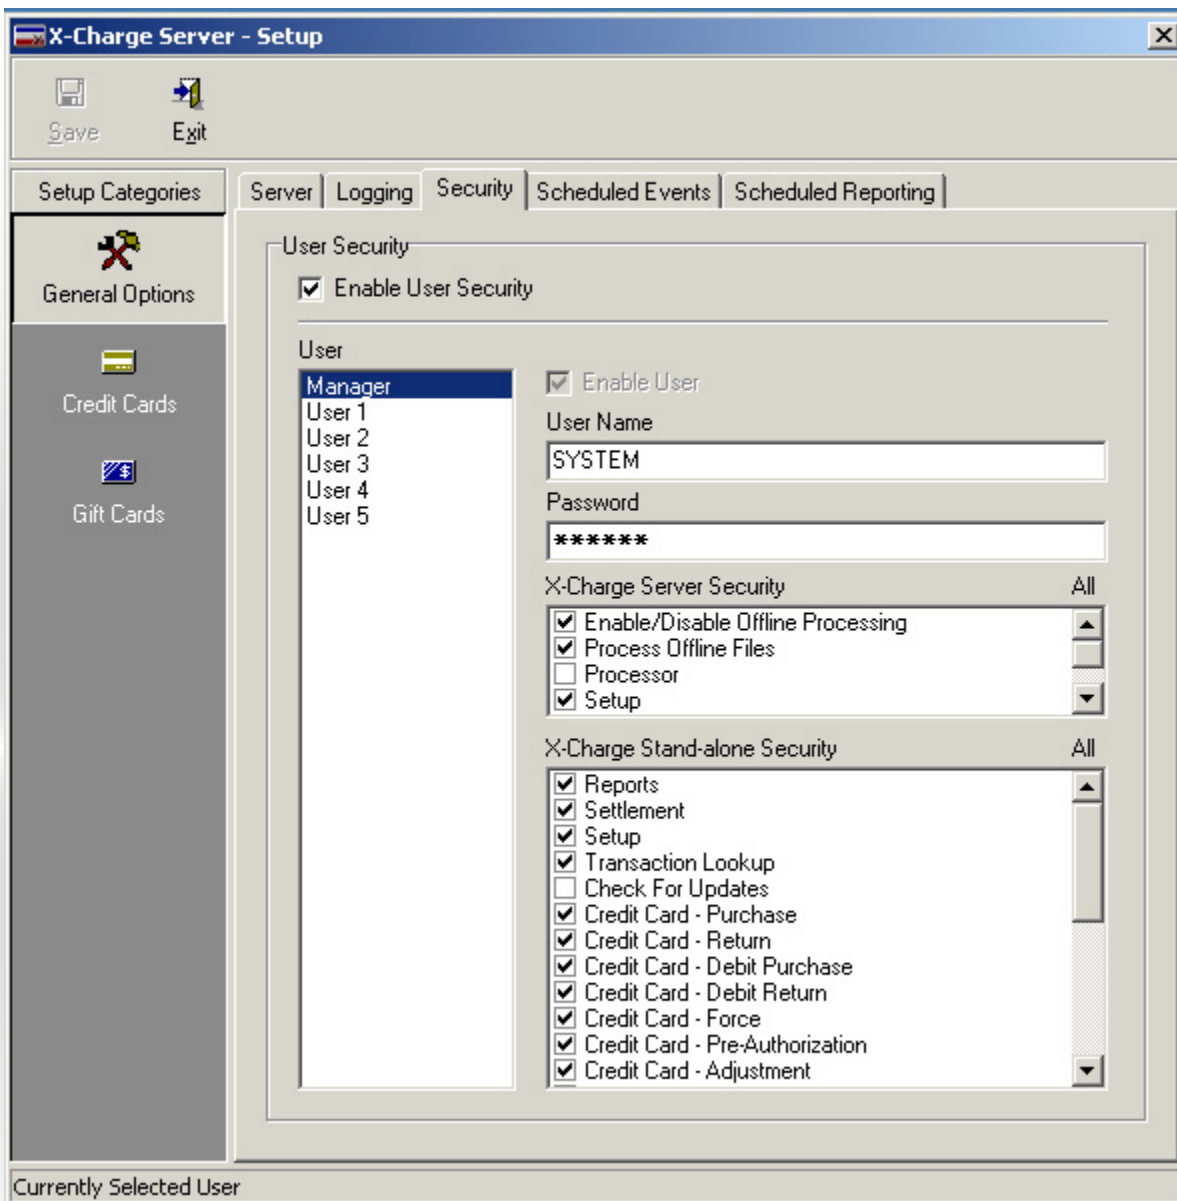 X-Charge Server - Setup
Save
Exit
Setup Categories
General Options
Credit Cards
Gift Cards
Server
Logging
Security
Scheduled Events
Scheduled Reporting
User Security
Enable User Security
User
Manager
User 1
User 2
User 3
User 4
User 5
Enable User
User Name
SYSTEM
Password
******
X-Charge Server Security All
Enable/Disable Offline Processing
Process Offline Files
Processor
Setup
X-Charge Stand-alone Security All
Reports
Settlement
Setup
Transaction Lookup
Check For Updates
Credit Card - Purchase
Credit Card - Return
Credit Card - Debit Purchase
Credit Card - Debit Return
Credit Card - Force
Credit Card - Pre-Authorization
Credit Card - Adjustment
Currently Selected User